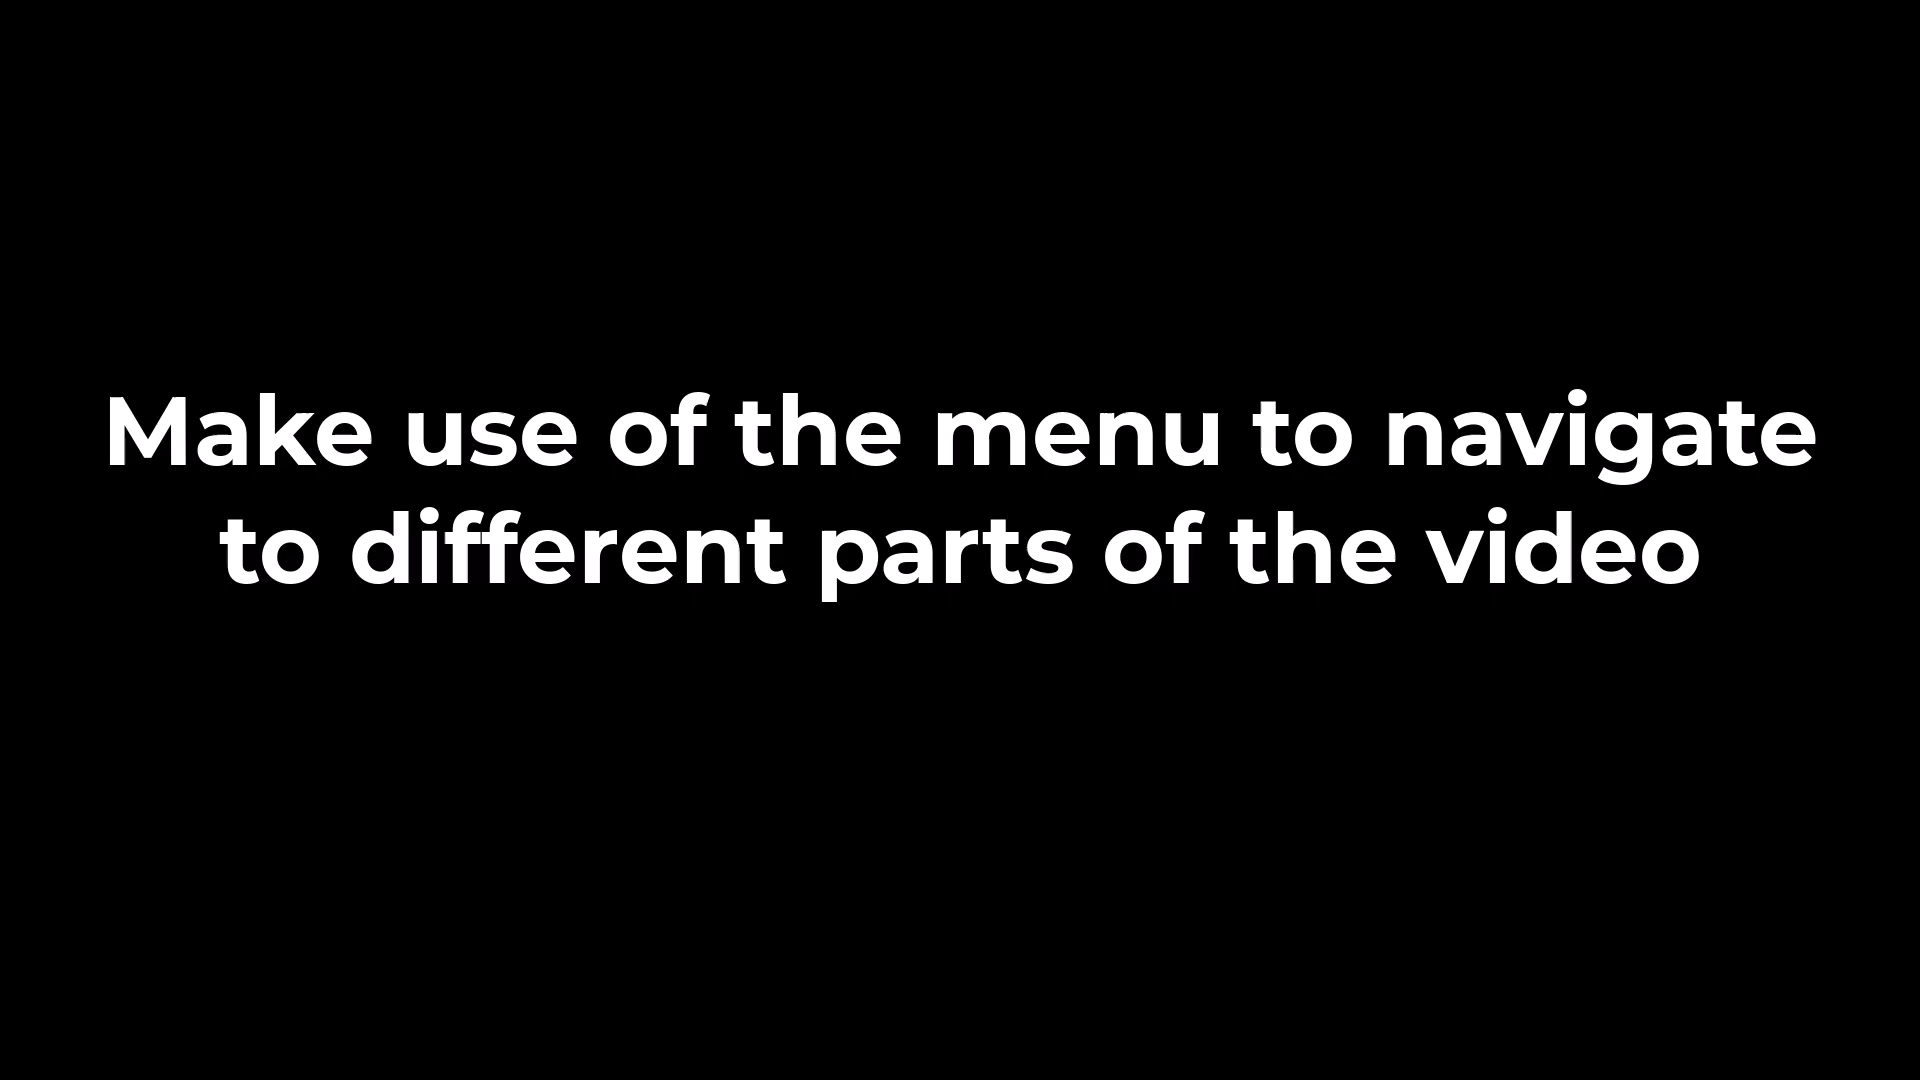 Make use of the menu to navigate
to different parts of the video